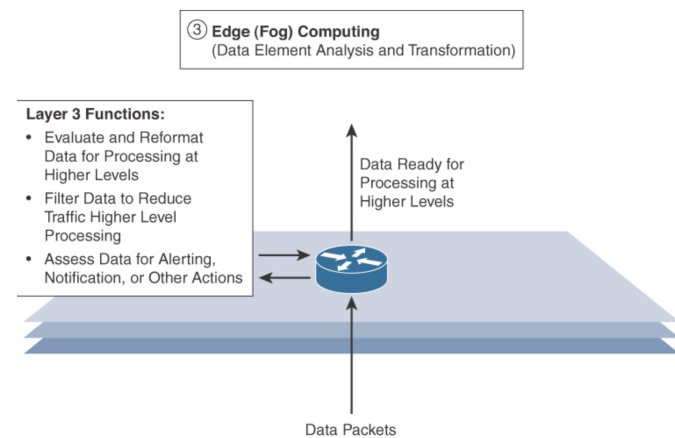 ③ Edge (Fog) Computing
(Data Element Analysis and Transformation)
Layer 3 Functions:
• Evaluate and Reformat
Data for Processing at
Higher Levels
• Filter Data to Reduce
Traffic Higher Level
Processing
• Assess Data for Alerting,
Notification, or Other Actions
Data Ready for
Processing at
Higher Levels
Data Packets